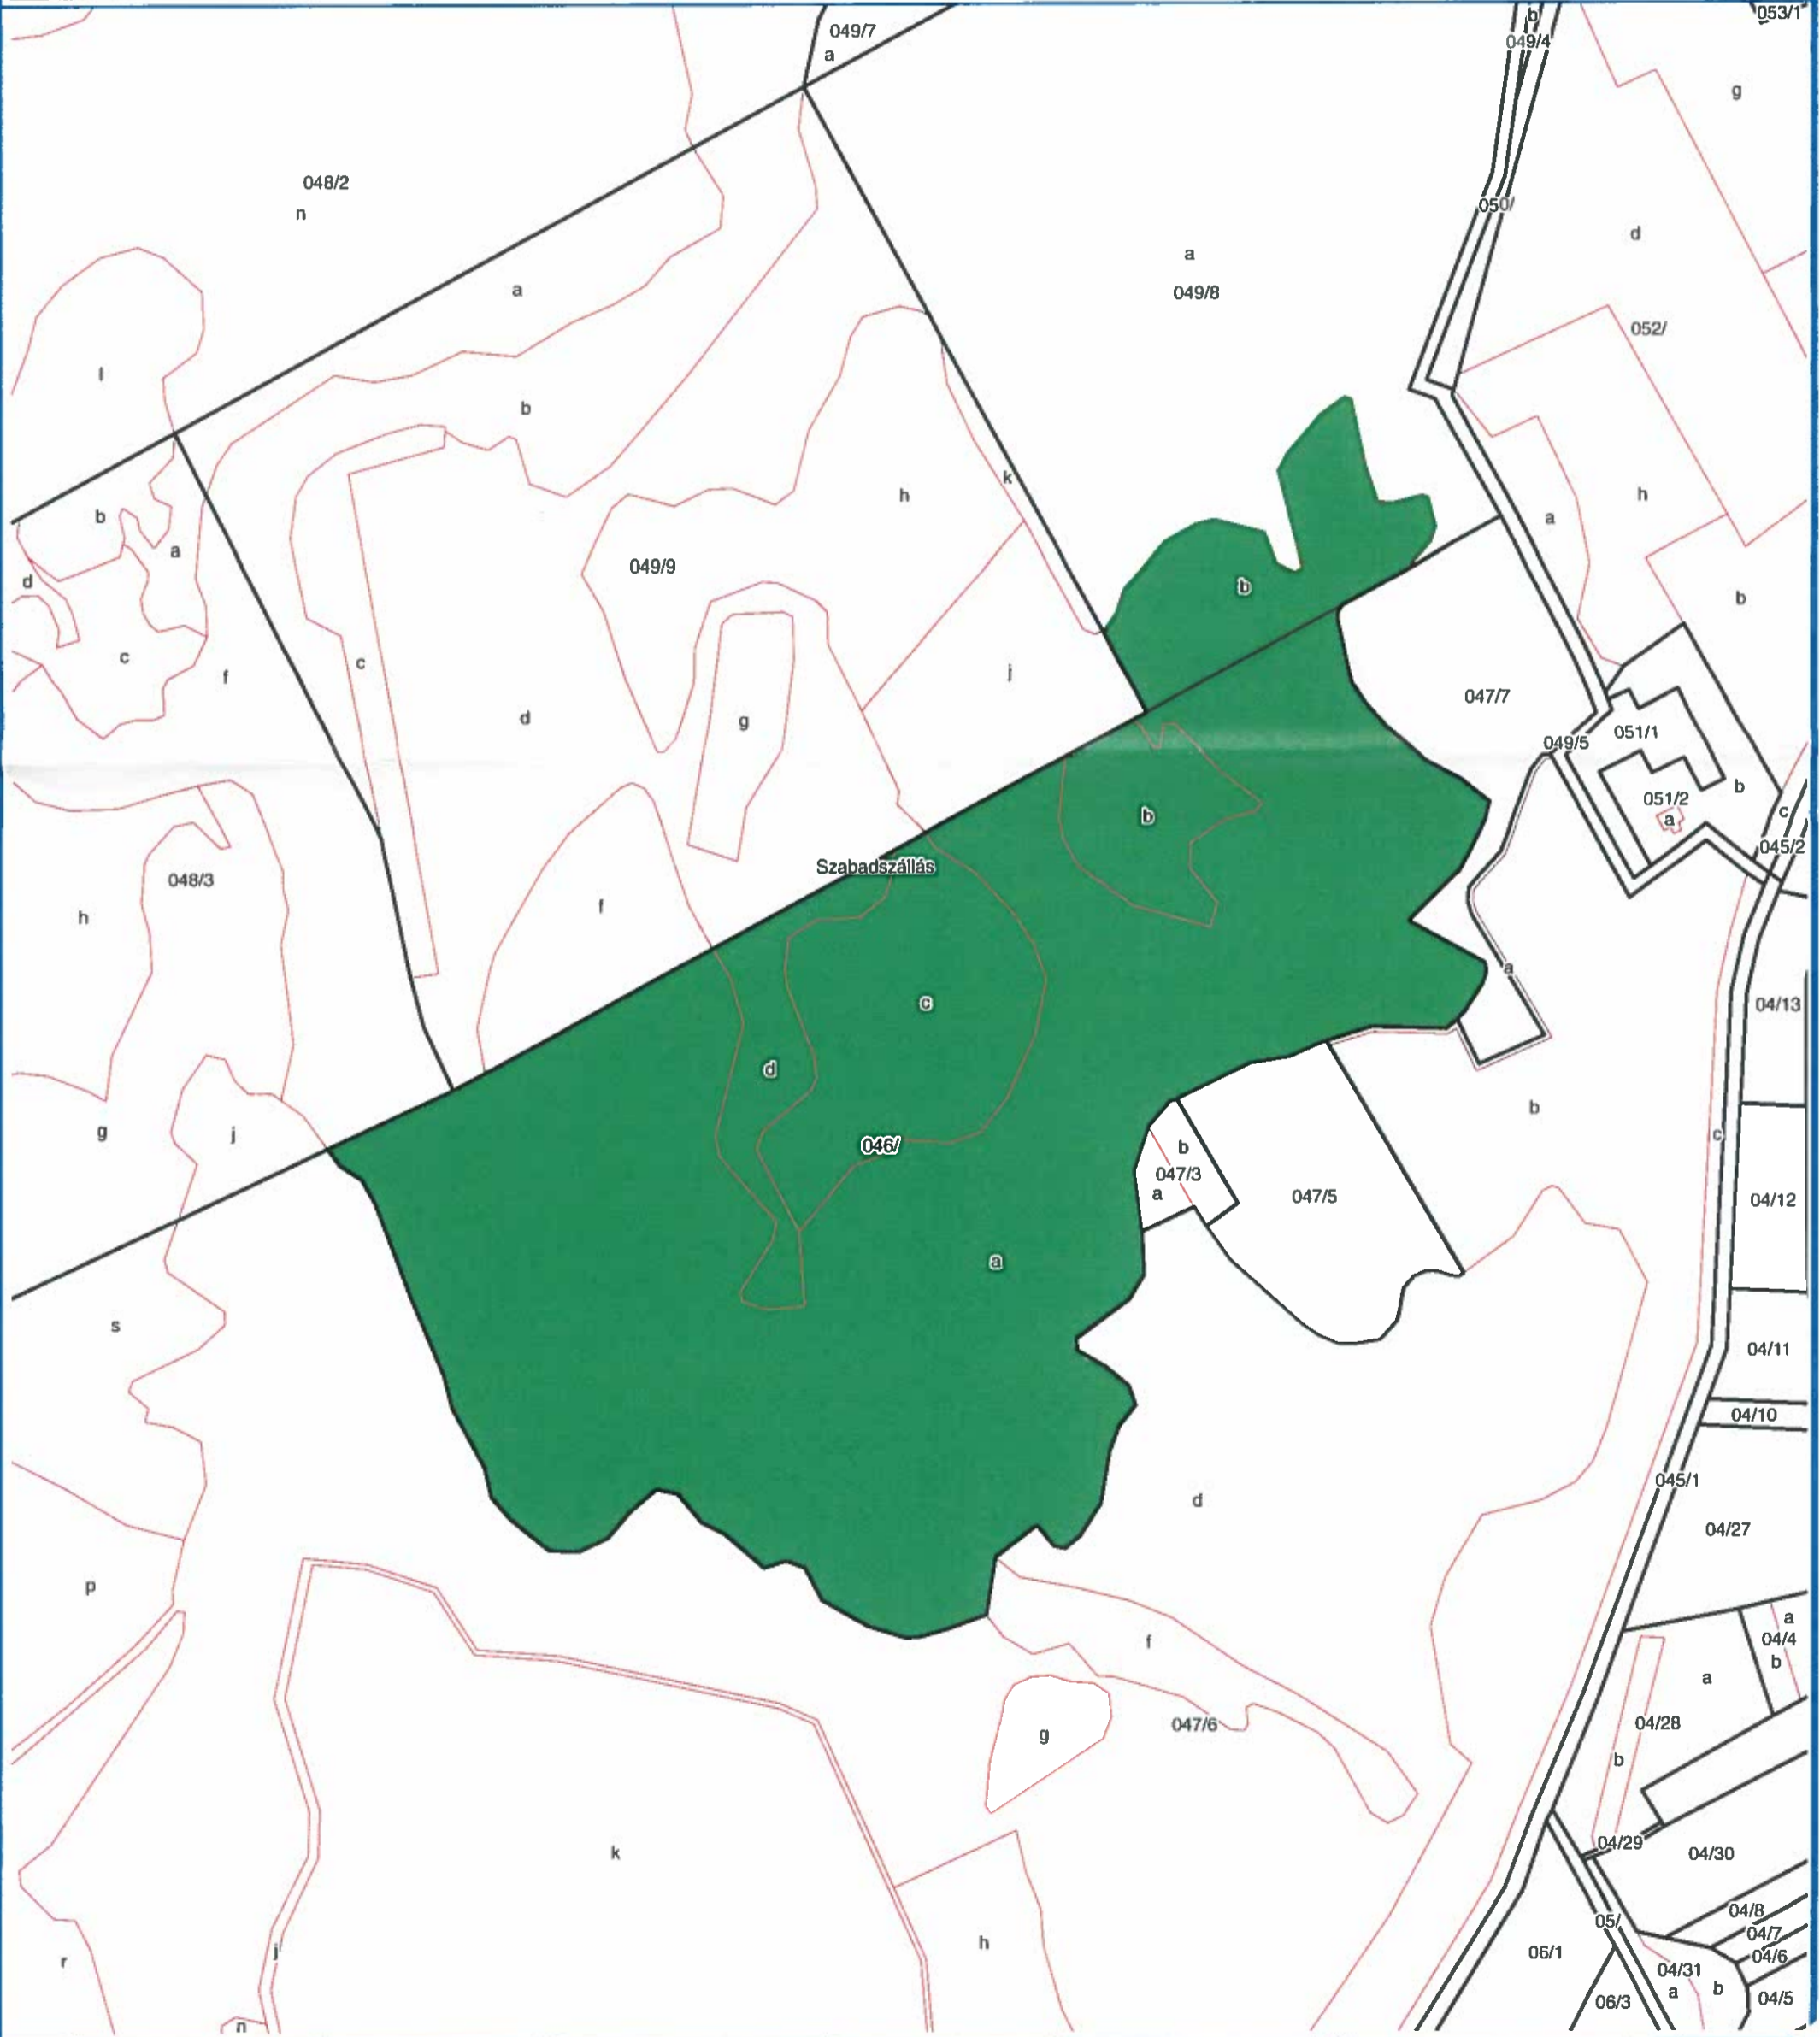 053/1
b
049/7
049/4
a
g
048/2
n
050/
d
a
049/8
a
052/
l
b
k
h
h
b
a
a
049/9
d
b
b
c
c
f
j
047/7
d
g
051/1
049/5
b
051/2
a
b
c
045/2
Szabadszállás
048/3
f
h
a
c
04/13
d
b
g
j
c
046/
b
047/3
a
047/5
04/12
a
s
04/11
04/10
045/1
d
04/27
p
a
04/4
b
f
a
047/6
04/28
g
b
04/29
k
04/30
04/8
05/
04/7
h
j
06/1
04/6
r
04/31
a
b
04/5
06/3
n